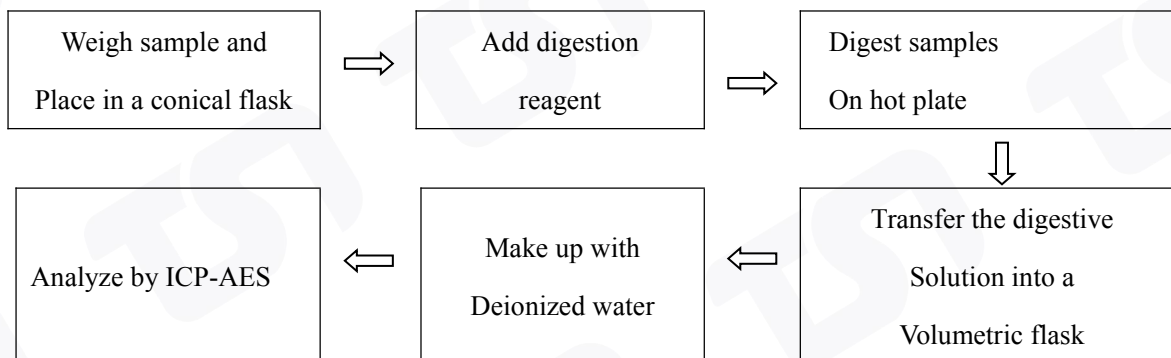 Weigh sample and
Place in a conical flask
Add digestion
reagent
Digest samples
On hot plate
Transfer the digestive
Solution into a
Volumetric flask
Make up with
Deionized water
Analyze by ICP-AES